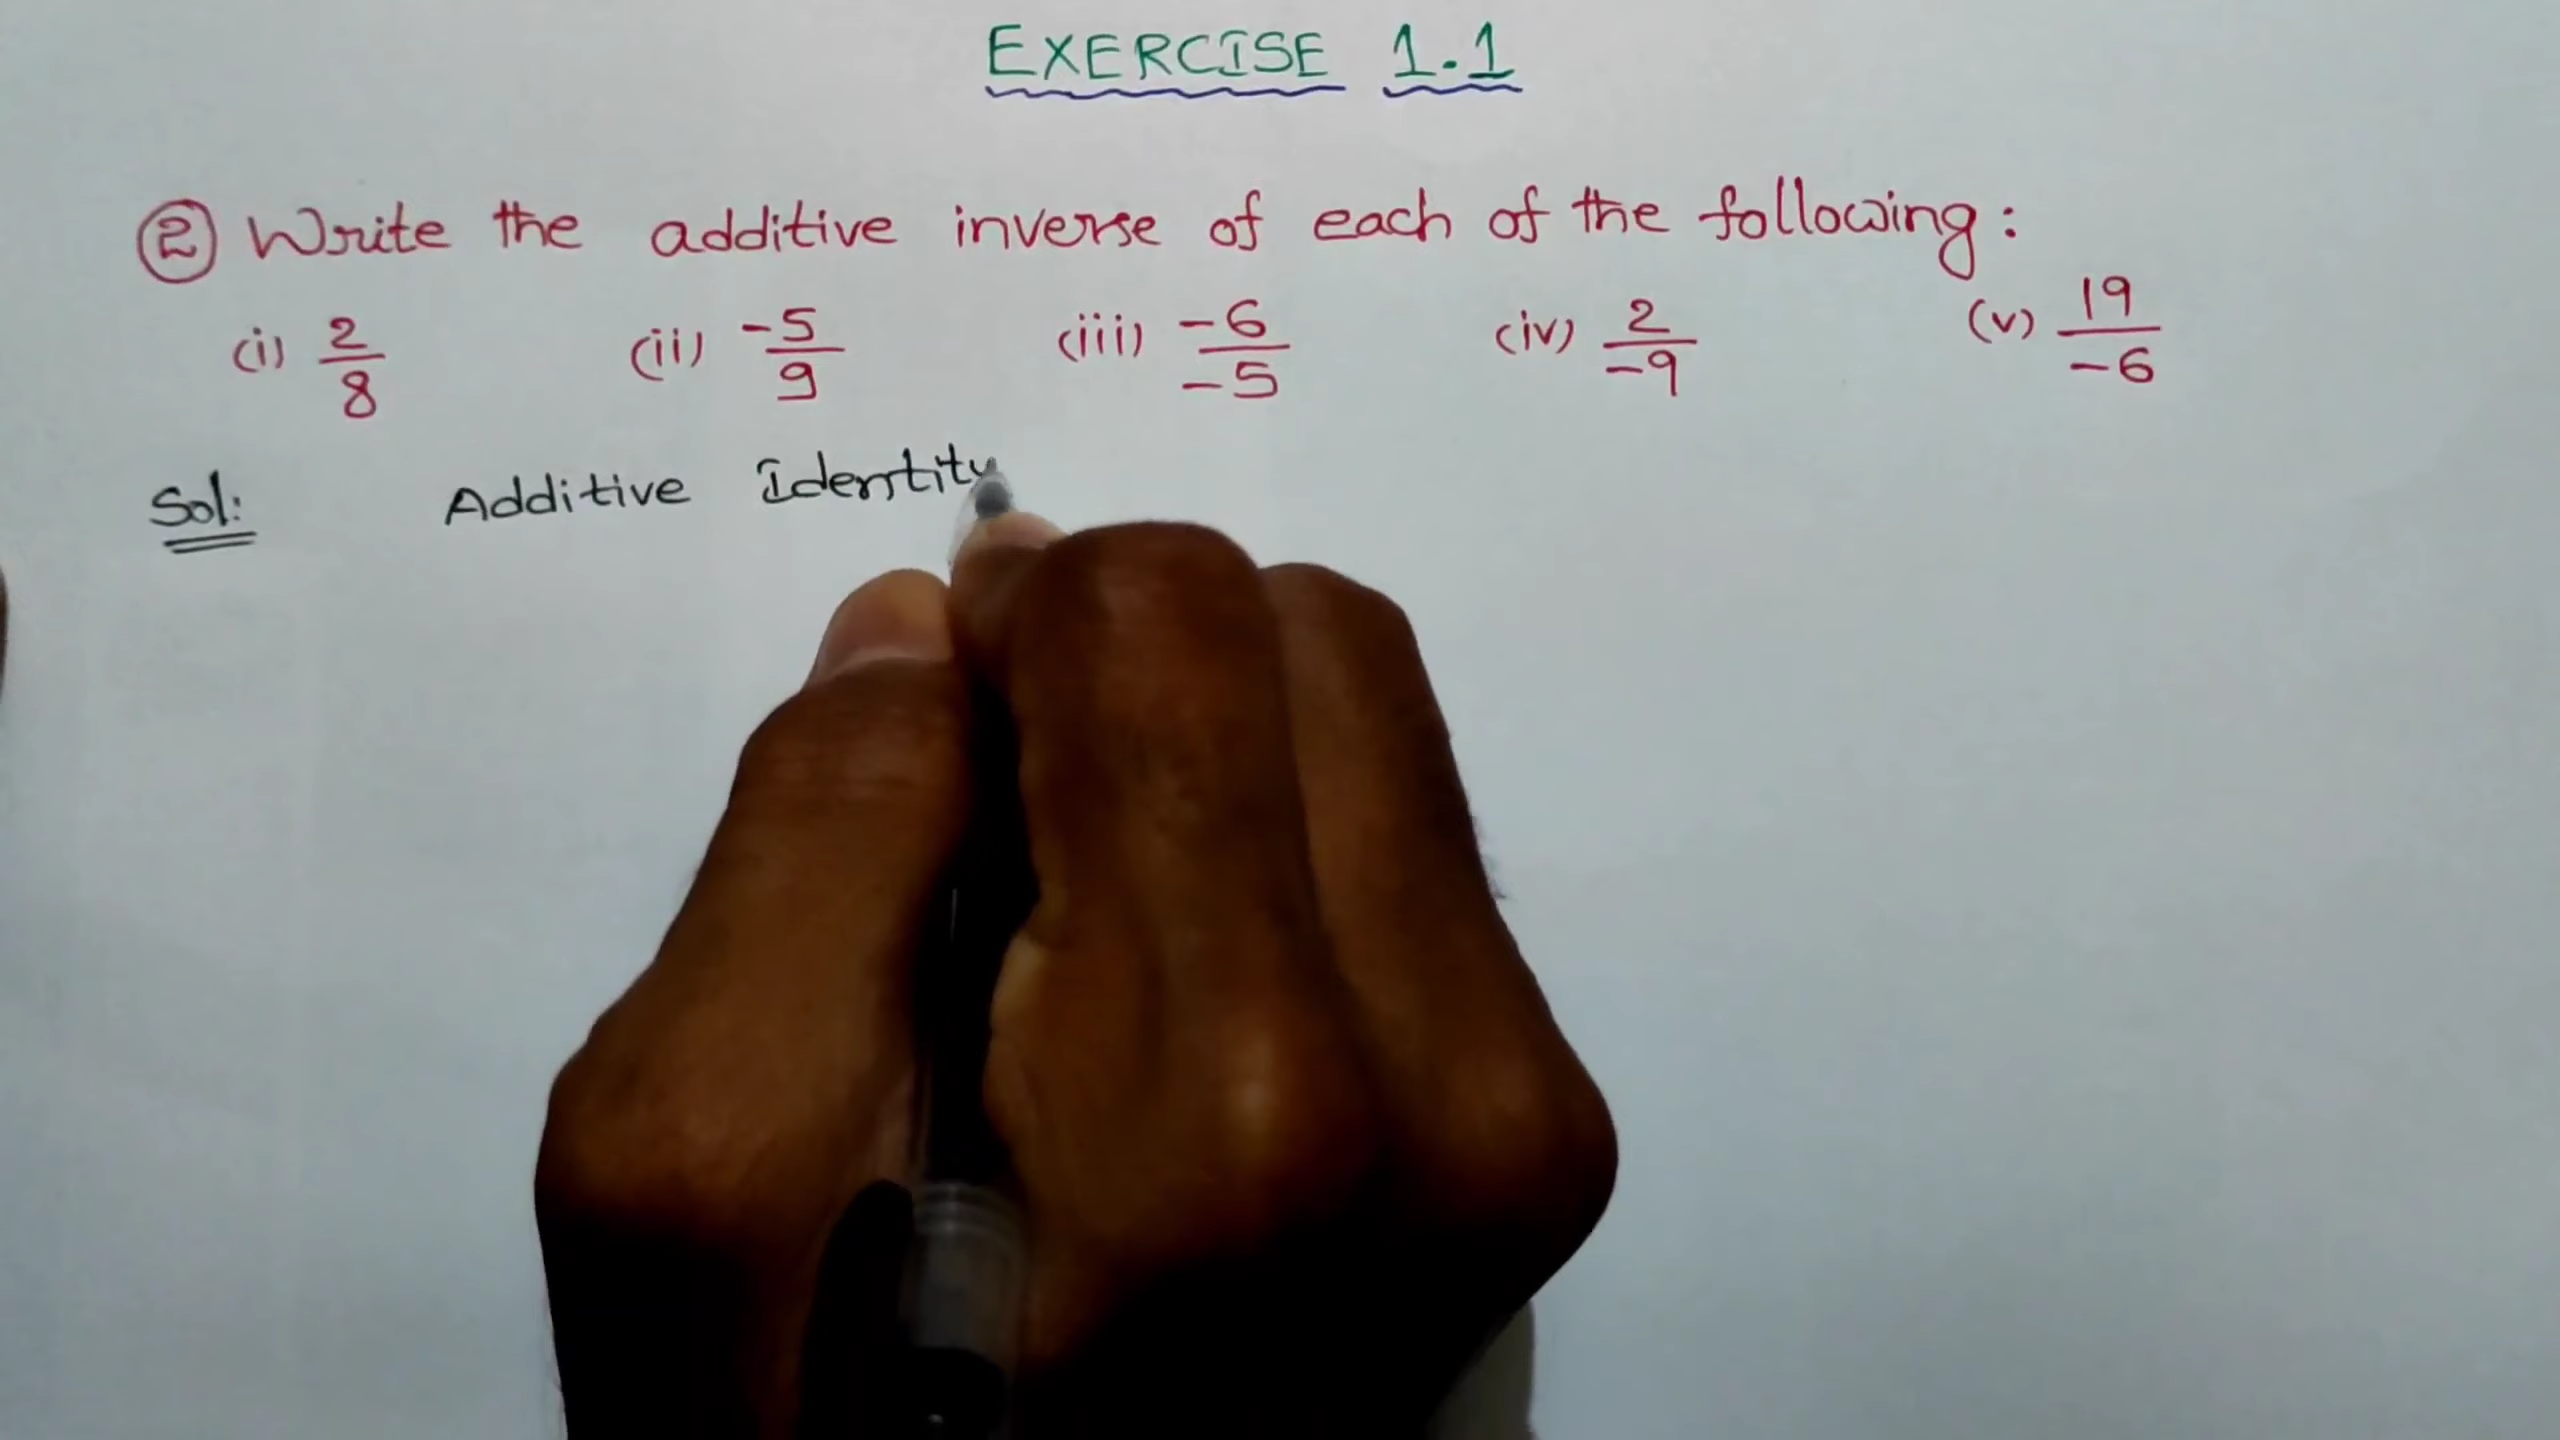 EXERCISE 1.1
② Write the additive inverse of each of the following:
(i) 2/8 (ii) -5/9 (iii) -6/-5 (iv) 2/-9 (v) 19/-6
Sol: Additive Identity